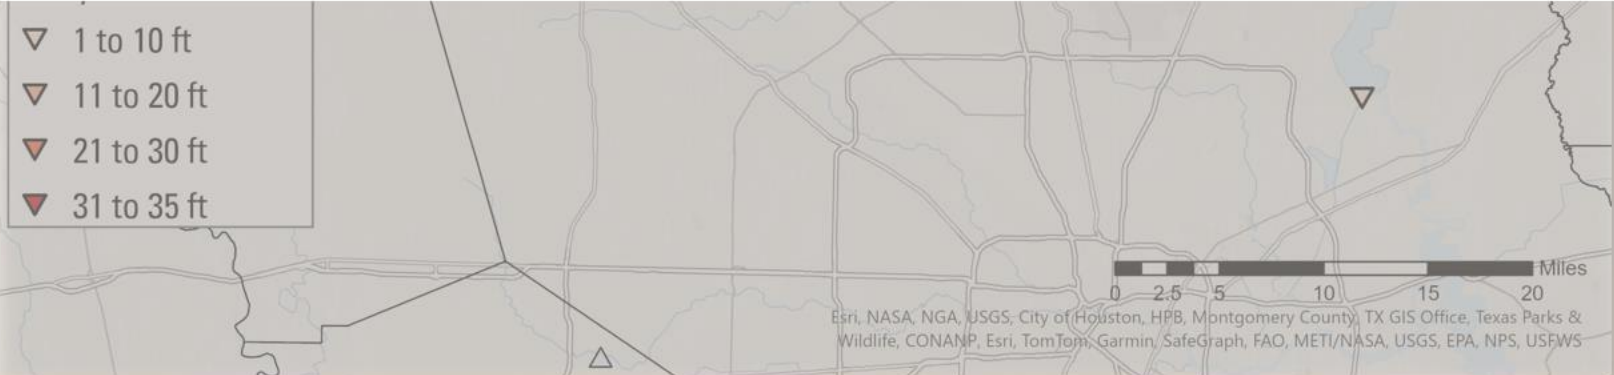 1 to 10 ft
11 to 20 ft
21 to 30 ft
31 to 35 ft
Miles
0 2.5 5 10 15 20
Esri, NASA, NGA, USGS, City of Houston, HPB, Montgomery County, TX GIS Office, Texas Parks &
Wildlife, CONANP, Esri, TomTom, Garmin, SafeGraph, FAO, METI/NASA, USGS, EPA, NPS, USFWS